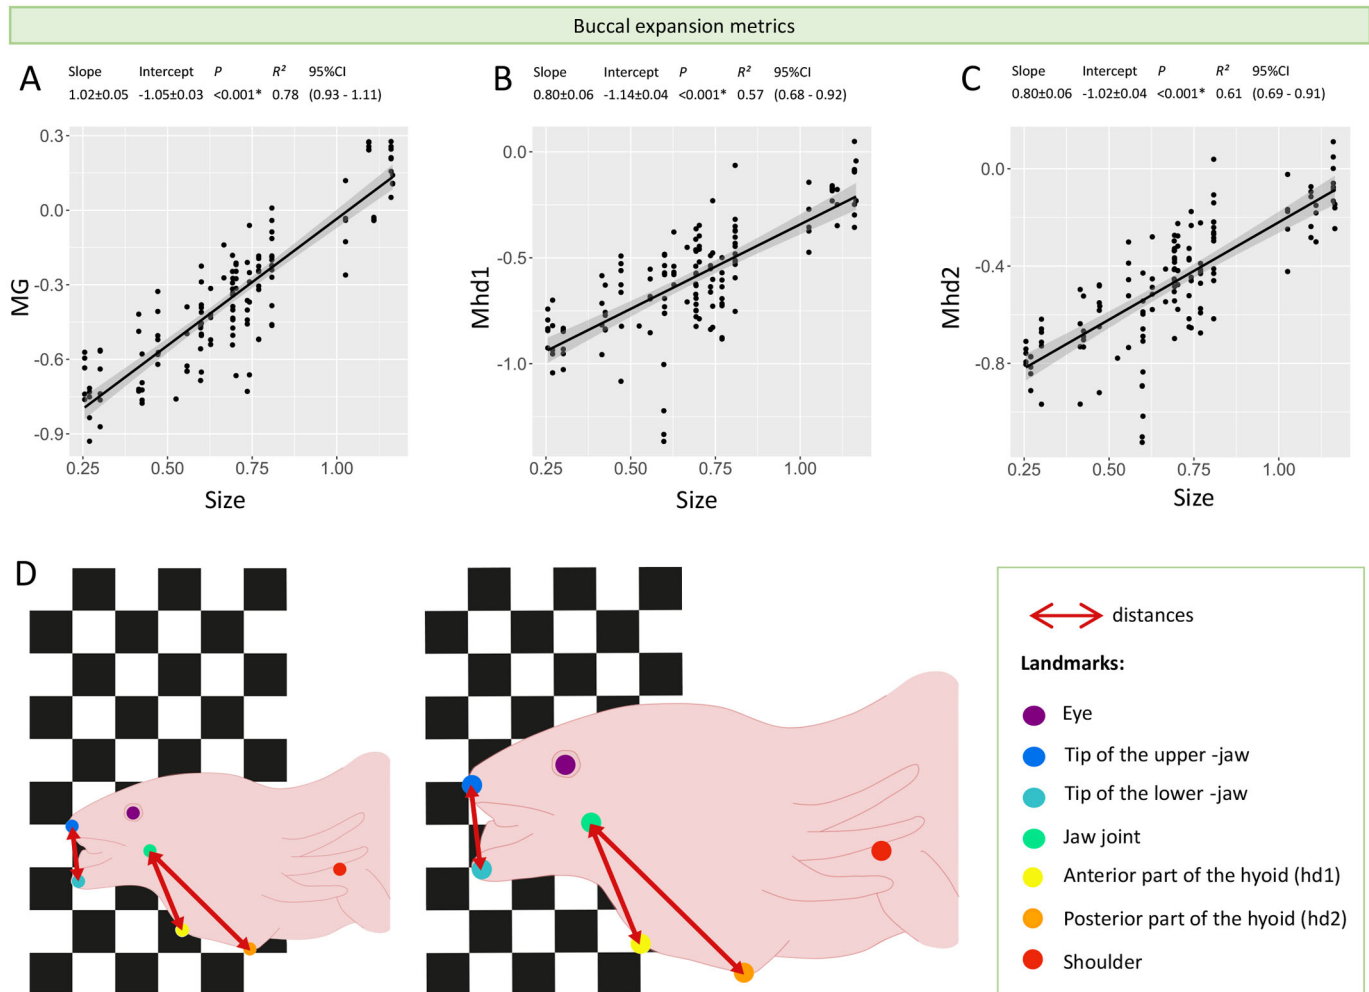 Buccal expansion metrics
A
Slope Intercept P R² 95%CI
1.02±0.05 -1.05±0.03 <0.001* 0.78 (0.93 - 1.11)
0.3
0.0
-0.3
-0.6
-0.9
MG
0.25 0.50 0.75 1.00
Size
B
Slope Intercept P R² 95%CI
0.80±0.06 -1.14±0.04 <0.001* 0.57 (0.68 - 0.92)
0.0
-0.5
-1.0
Mhd1
0.25 0.50 0.75 1.00
Size
C
Slope Intercept P R² 95%CI
0.80±0.06 -1.02±0.04 <0.001* 0.61 (0.69 - 0.91)
0.0
-0.4
-0.8
Mhd2
0.25 0.50 0.75 1.00
Size
D
distances
Landmarks:
Eye
Tip of the upper -jaw
Tip of the lower -jaw
Jaw joint
Anterior part of the hyoid (hd1)
Posterior part of the hyoid (hd2)
Shoulder